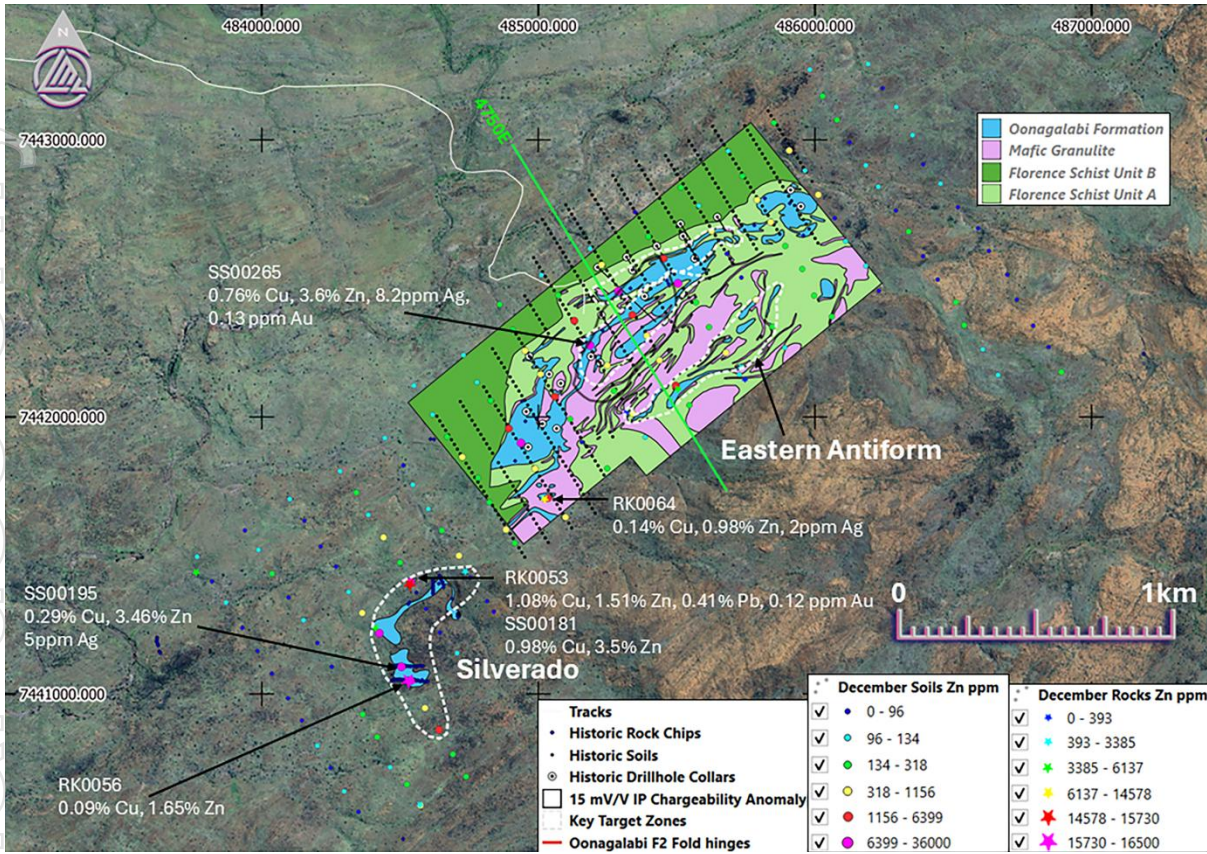 484000.000
485000.000
486000.000
487000.000
N
7443000.000
4750E
Oonagalabi Formation
Mafic Granulite
Florence Schist Unit B
Florence Schist Unit A
SS00265
0.76% Cu, 3.6% Zn, 8.2ppm Ag,
0.13 ppm Au
7442000.000
Eastern Antiform
RK0064
0.14% Cu, 0.98% Zn, 2ppm Ag
SS00195
0.29% Cu, 3.46% Zn
5ppm Ag
RK0053
1.08% Cu, 1.51% Zn, 0.41% Pb, 0.12 ppm Au
SS00181
0.98% Cu, 3.5% Zn
0
1km
Silverado
7441000.000
RK0056
0.09% Cu, 1.65% Zn
Tracks
Historic Rock Chips
Historic Soils
Historic Drillhole Collars
15 mV/V IP Chargeability Anomaly
Key Target Zones
Oonagalabi F2 Fold hinges
December Soils Zn ppm
0 - 96
96 - 134
134 - 318
318 - 1156
1156 - 6399
6399 - 36000
December Rocks Zn ppm
0 - 393
393 - 3385
3385 - 6137
6137 - 14578
14578 - 15730
15730 - 16500